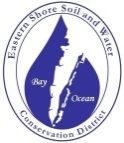 Eastern Shore Soil and Water
Bay
Ocean
Conservation District